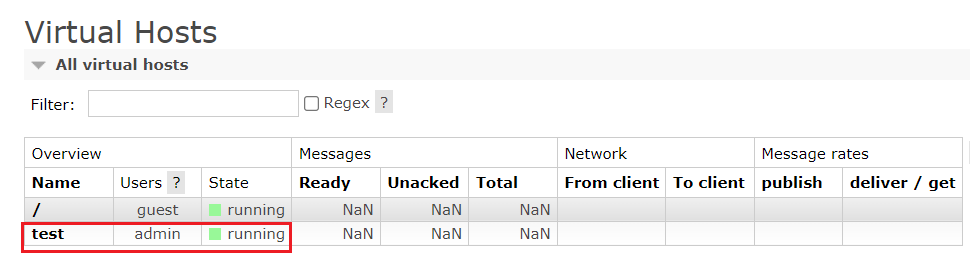 Virtual Hosts
All virtual hosts
Filter: Regex ?
Overview Messages Network Message rates
Name Users ? State Ready Unacked Total From client To client publish deliver / get
/ guest running NaN NaN NaN
test admin running NaN NaN NaN